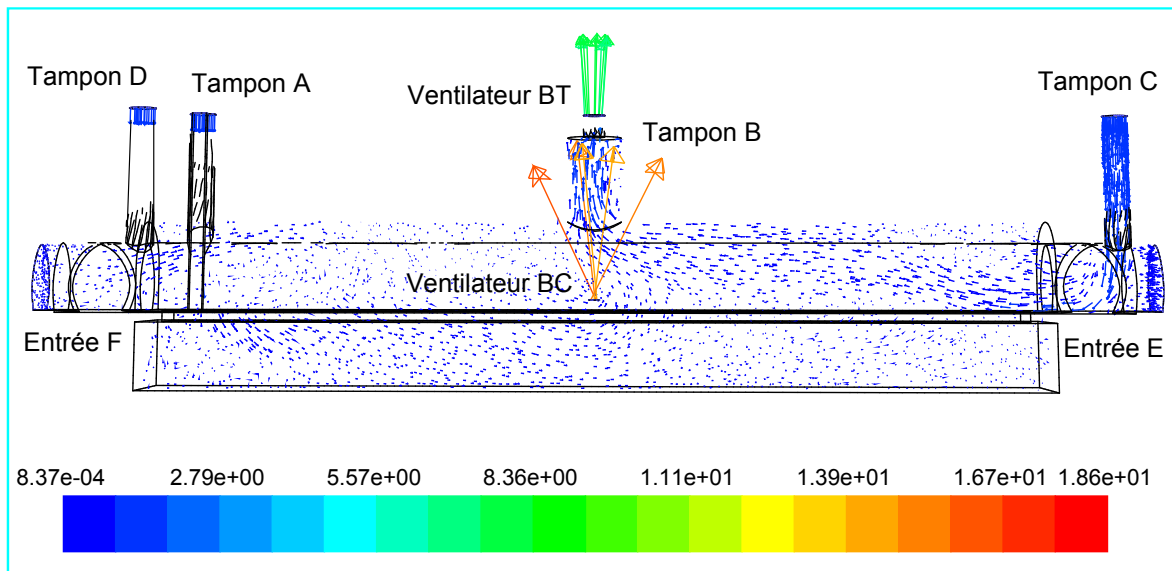 Tampon D
Tampon A
Ventilateur BT
Tampon B
Tampon C
Ventilateur BC
Entrée F
Entrée E
8.37e-04 2.79e+00 5.57e+00 8.36e+00 1.11e+01 1.39e+01 1.67e+01 1.86e+01